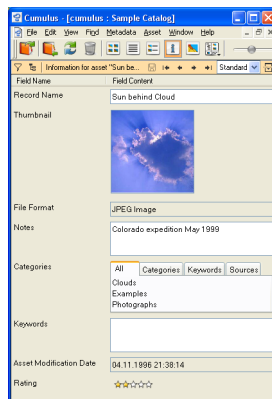 Cumulus - [cumulus : Sample Catalog]
File Edit View Find Metadata Asset Window Help
Information for asset "Sun be... Standard
Field Name Field Content
Record Name Sun behind Cloud
Thumbnail
File Format JPEG Image
Notes Colorado expedition May 1999
Categories All Categories Keywords Sources
Clouds
Examples
Photographs
Keywords
Asset Modification Date 04.11.1996 21:38:14
Rating